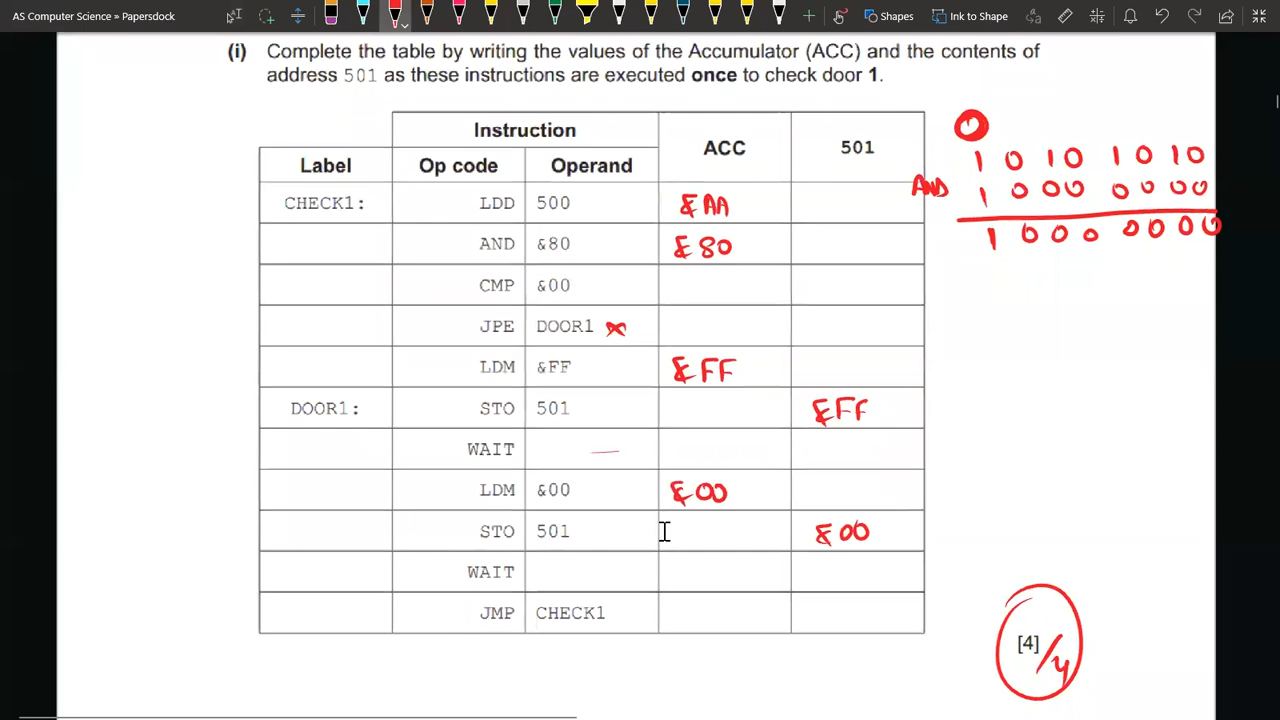 AS Computer Science » Papersdock
Shapes
Ink to Shape
(i) Complete the table by writing the values of the Accumulator (ACC) and the contents of
address 501 as these instructions are executed once to check door 1.
Instruction
ACC
501
Label
Op code
Operand
CHECK1: LDD 500 &AA
AND &80 &80
CMP &00
JPE DOOR1
LDM &FF &FF
DOOR1: STO 501 &FF
WAIT
LDM &00 &00
STO 501 &00
WAIT
JMP CHECK1
0
1 0 1 0 1 0 1 0
AND 1 0 0 0 0 0 0 0
1 0 0 0 0 0 0 0
[4] /4